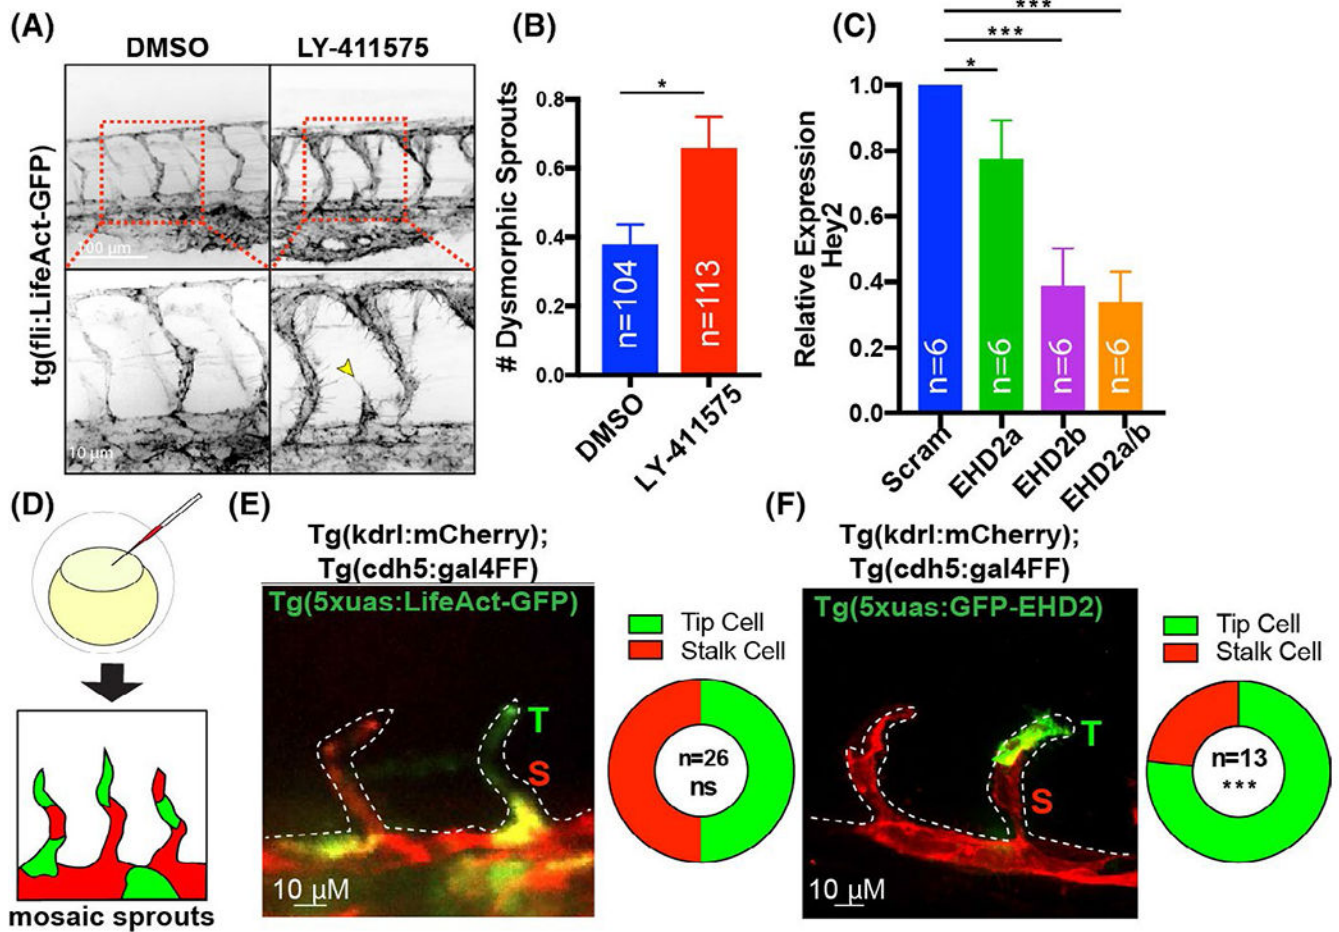 (A)
DMSO
LY-411575
tg(fli:LifeAct-GFP)
100 µm
10 µm
(B)
# Dysmorphic Sprouts
0.8
0.6
0.4
0.2
0.0
*
n=104
n=113
DMSO
LY-411575
(C)
Relative Expression
Hey2
1.0
0.8
0.6
0.4
0.2
0.0
***
***
*
n=6
n=6
n=6
n=6
Scram
EHD2a
EHD2b
EHD2a/b
(D)
mosaic sprouts
(E)
Tg(kdrl:mCherry);
Tg(cdh5:gal4FF)
Tg(5xuas:LifeAct-GFP)
T
S
10 µM
Tip Cell
Stalk Cell
n=26
ns
(F)
Tg(kdrl:mCherry);
Tg(cdh5:gal4FF)
Tg(5xuas:GFP-EHD2)
T
S
10 µM
Tip Cell
Stalk Cell
n=13
***